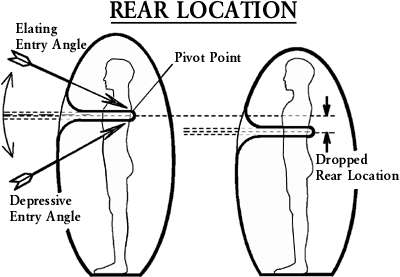 REAR LOCATION
Elating
Entry Angle
Pivot Point
Depressive
Entry Angle
Dropped
Rear Location